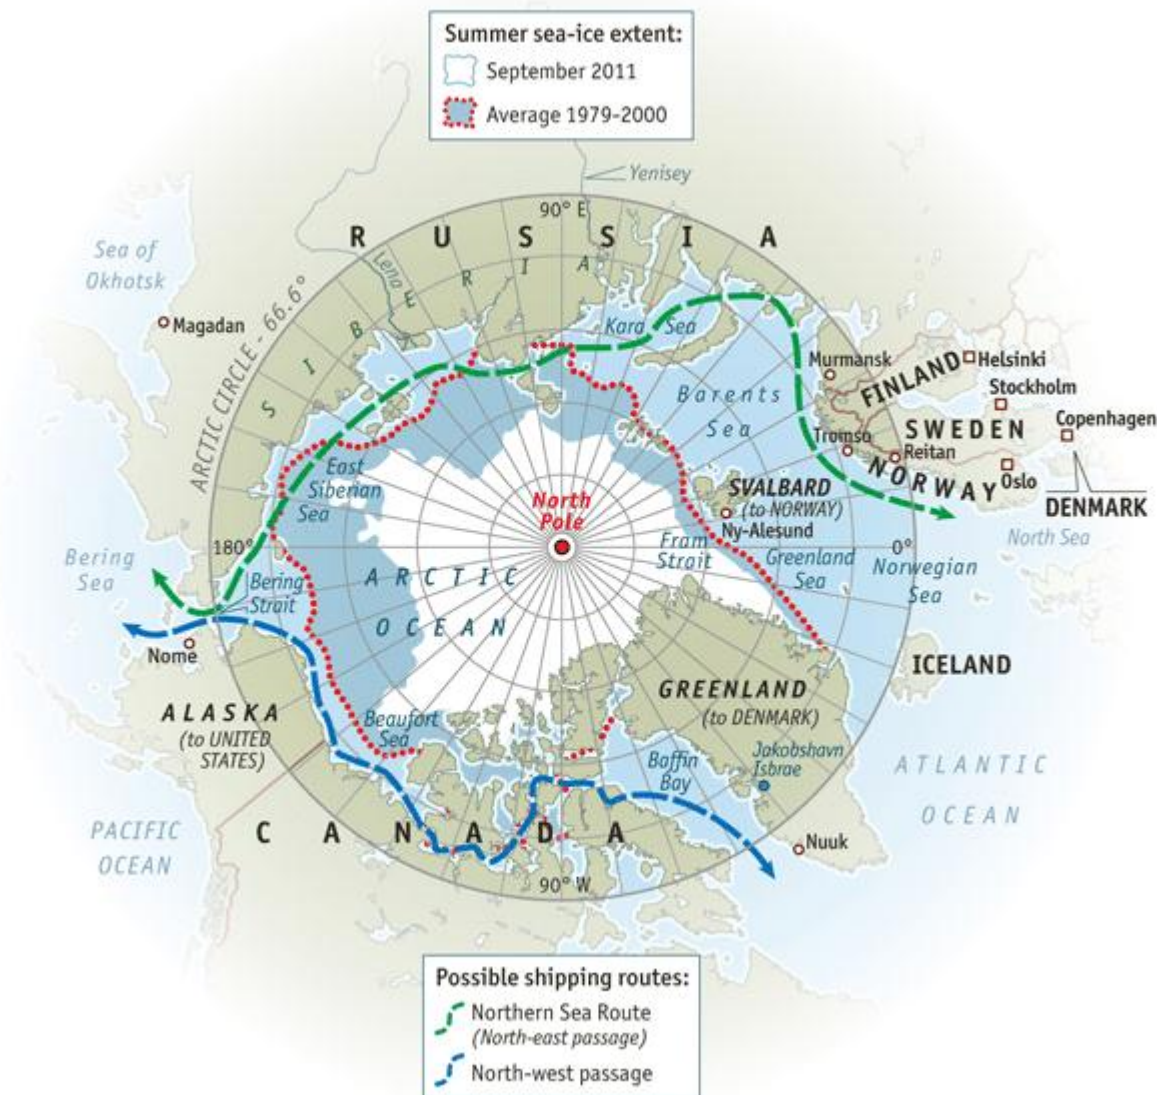 Summer sea-ice extent:
September 2011
Average 1979-2000
Yenisey
90° E
R U S S I A
Sea of
Okhotsk
Lena
S I B E R I A
ARCTIC CIRCLE - 66.6°
Magadan
Kara Sea
Murmansk
FINLAND
Helsinki
Stockholm
Barents
Sea
Copenhagen
Tromso
SWEDEN
Reitan
NORWAY
Oslo
DENMARK
East
Siberian
Sea
North
Pole
SVALBARD
(to NORWAY)
Ny-Alesund
North Sea
180°
Fram
Strait
Greenland
Sea
0°
Norwegian
Sea
Bering
Sea
Bering
Strait
ARCTIC
OCEAN
Nome
ICELAND
ALASKA
(to UNITED
STATES)
Beaufort
Sea
GREENLAND
(to DENMARK)
Baffin
Bay
Jakobshavn
Isbrae
ATLANTIC
OCEAN
PACIFIC
OCEAN
C A N A D A
Nuuk
90° W
Possible shipping routes:
Northern Sea Route
(North-east passage)
North-west passage